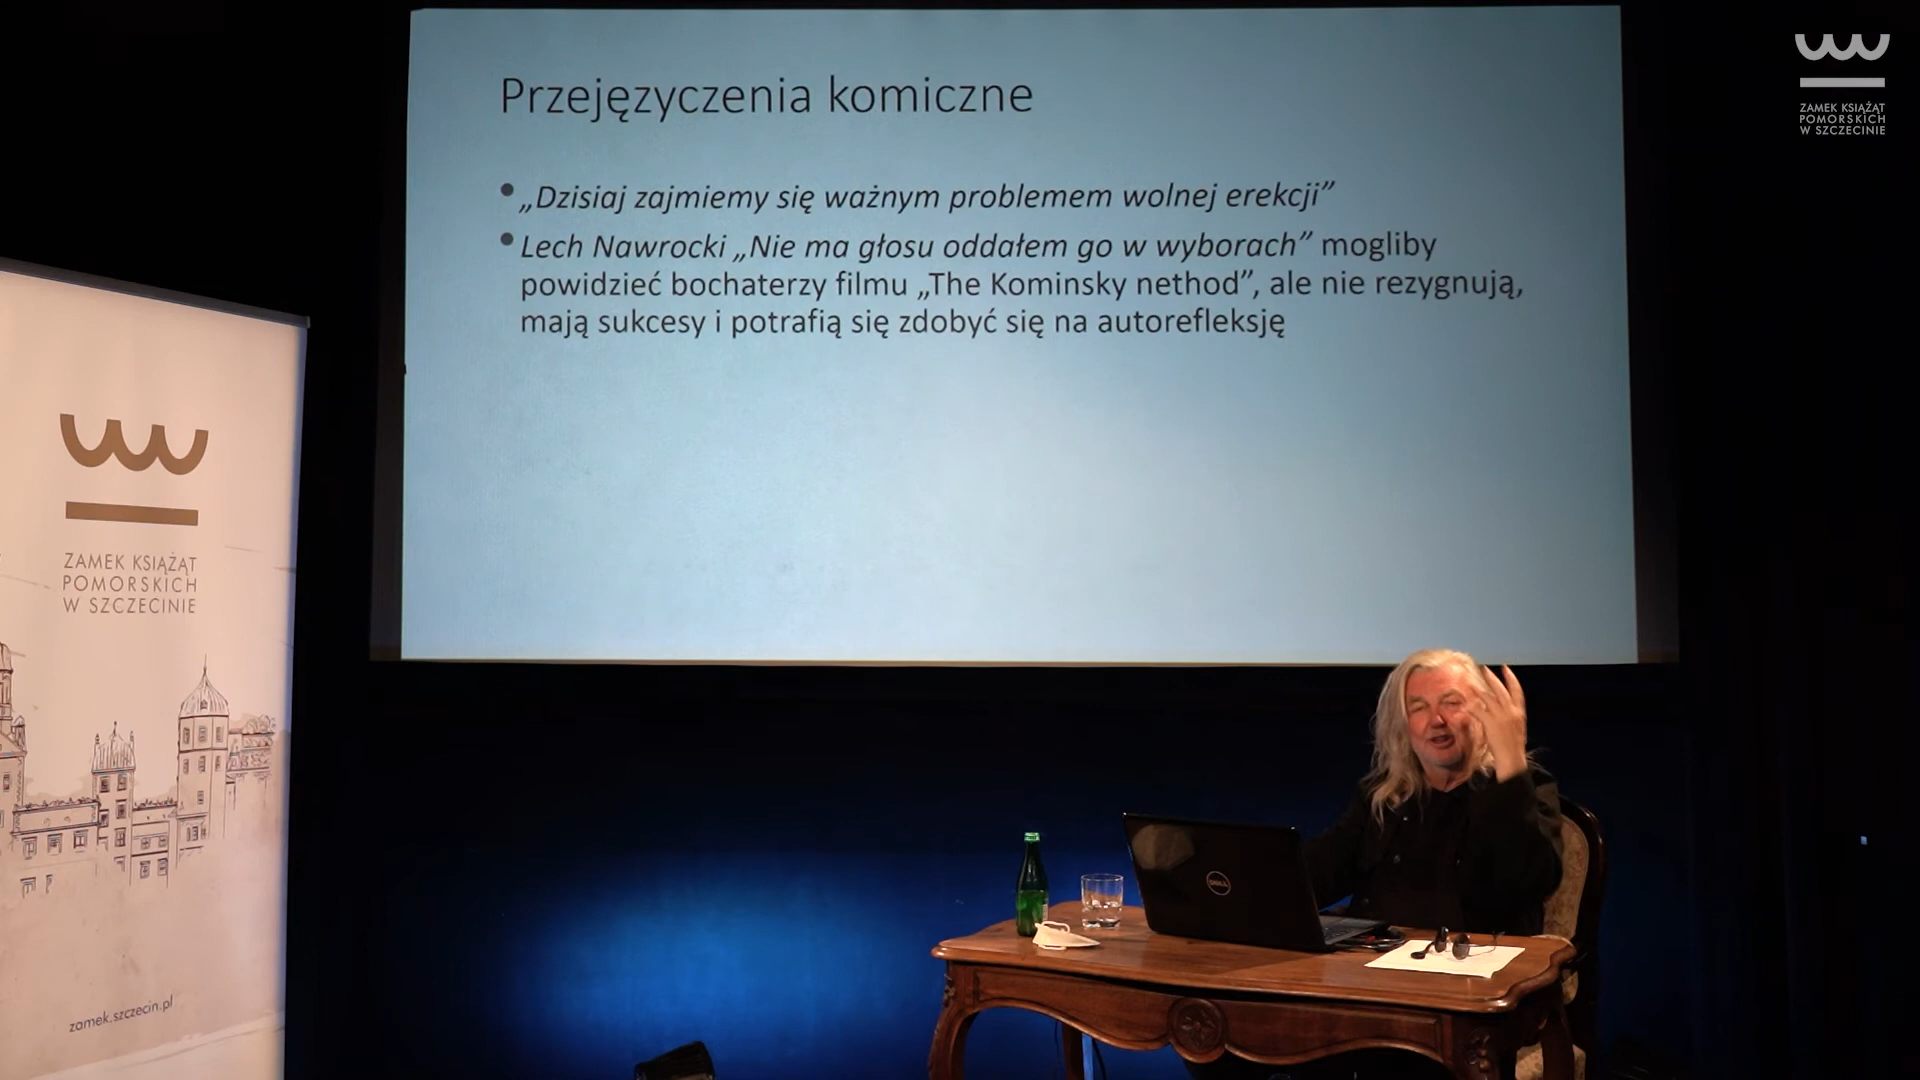 Przejęzyczenia komiczne
„Dzisiaj zajmiemy się ważnym problemem wolnej erekcji”
Lech Nawrocki „Nie ma głosu oddałem go w wyborach” mogliby
powidzieć bochaterzy filmu „The Kominsky nethod”, ale nie rezygnują,
mają sukcesy i potrafią się zdobyć się na autorefleksję
ZAMEK KSIĄŻĄT
POMORSKICH
W SZCZECINIE
ZAMEK KSIĄŻĄT
POMORSKICH
W SZCZECINIE
zamek.szczecin.pl
DELL